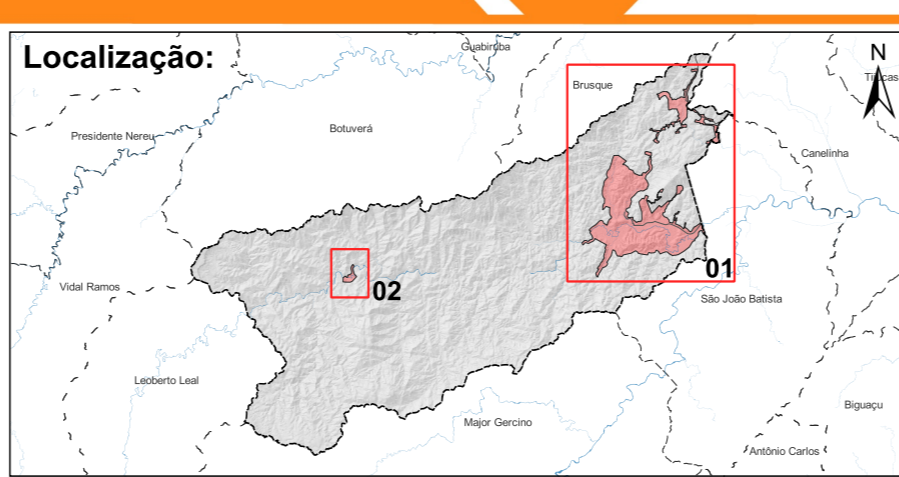 Localização:
Guabiruba
N
Tijucas
Brusque
Botuverá
Presidente Nereu
Canelinha
01
02
Vidal Ramos
São João Batista
Leoberto Leal
Biguaçu
Major Gercino
Antônio Carlos